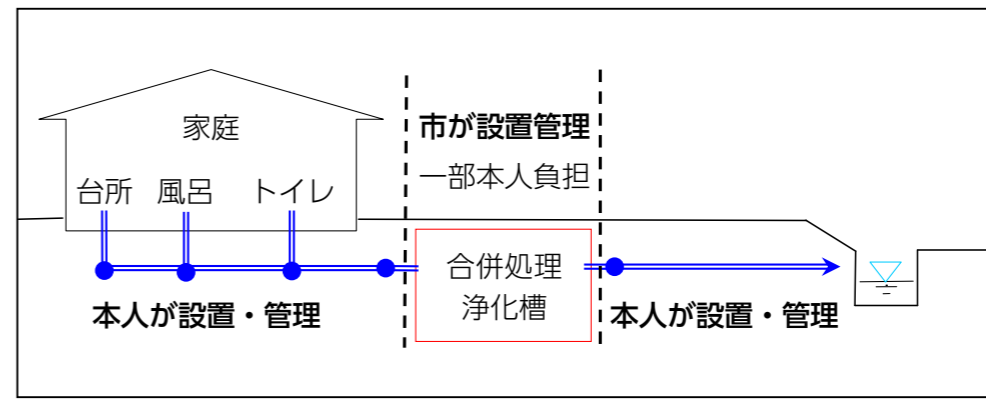 家庭
台所 風呂 トイレ
市が設置管理
一部本人負担
合併処理
浄化槽
本人が設置・管理
本人が設置・管理